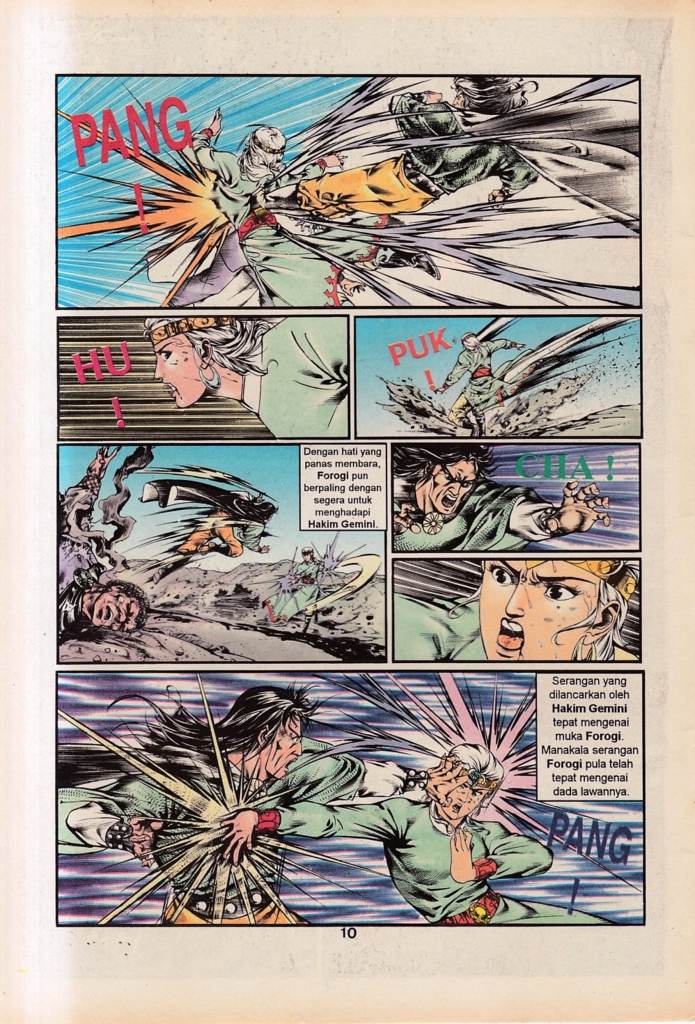 PANG
!
HU
!
PUK
!
Dengan hati yang
panas membara,
Forogi pun
berpaling dengan
segera untuk
menghadapi
Hakim Gemini.
CHA !
Serangan yang
dilancarkan oleh
Hakim Gemini
tepat mengenai
muka Forogi.
Manakala serangan
Forogi pula telah
tepat mengenai
dada lawannya.
PANG
!
10